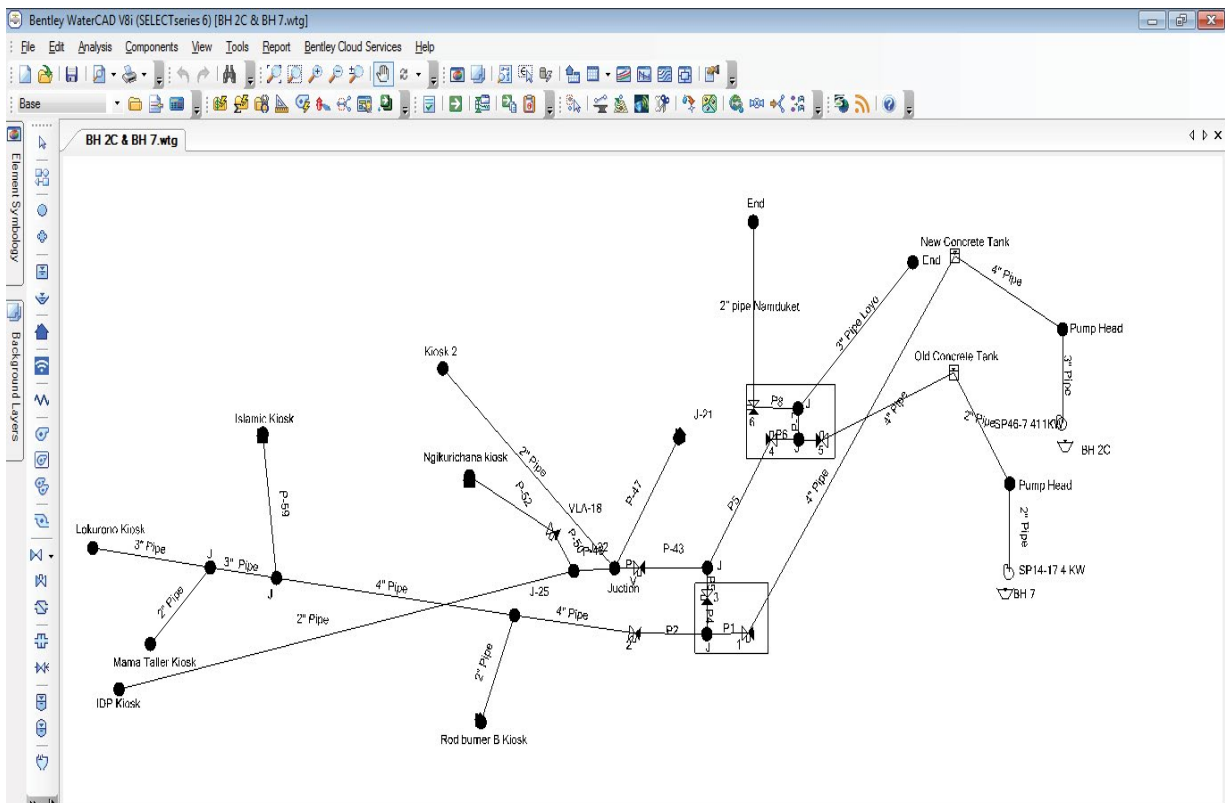 Bentley WaterCAD V8i (SELECTseries 6) [BH 2C & BH 7.wtg]
File Edit Analysis Components View Tools Report Bentley Cloud Services Help
Base
BH 2C & BH 7.wtg
Element Symbology
Background Layers
End
New Concrete Tank
End
4" Pipe
2" pipe Namduket
3" Pipe Loyo
Pump Head
Kiosk 2
Old Concrete Tank
3" Pipe
P8
J
J-21
6
4" Pipe
2" Pipe
SP46-7 411KW
Islamic Kiosk
P6
J
4
5
BH 2C
2" Pipe
Ngikurichana kiosk
4" Pipe
Pump Head
P-47
P-52
P5
P-59
VLA-18
2" Pipe
Lokurono Kiosk
3" Pipe
J
P-43
J
SP14-17 4 KW
3" Pipe
Juction
BH 7
J
J-25
3
4" Pipe
2" Pipe
4" Pipe
P4
2" Pipe
P2
P1
2
J
1
Mama Taller Kiosk
2" Pipe
IDP Kiosk
Rod burner B Kiosk